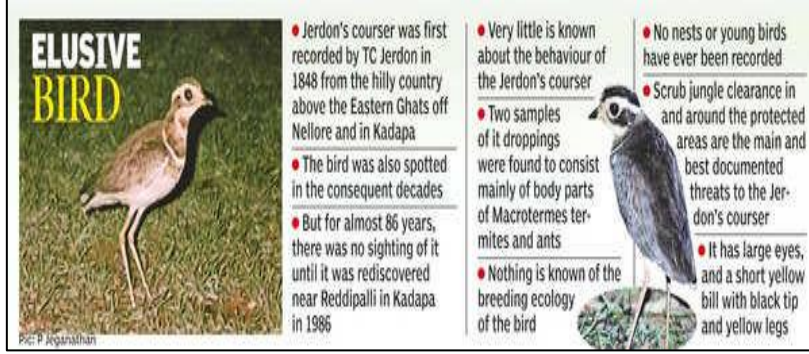 ELUSIVE
BIRD
Pic: P Jeganathan
• Jerdon's courser was first
recorded by TC Jerdon in
1848 from the hilly country
above the Eastern Ghats off
Nellore and in Kadapa
• The bird was also spotted
in the consequent decades
• But for almost 86 years,
there was no sighting of it
until it was rediscovered
near Reddipalli in Kadapa
in 1986
• Very little is known
about the behaviour of
the Jerdon's courser
• Two samples
of it droppings
were found to consist
mainly of body parts
of Macrotermes ter-
mites and ants
• Nothing is known of the
breeding ecology
of the bird
• No nests or young birds
have ever been recorded
• Scrub jungle clearance in
and around the protected
areas are the main and
best documented
threats to the Jer-
don's courser
• It has large eyes,
and a short yellow
bill with black tip
and yellow legs